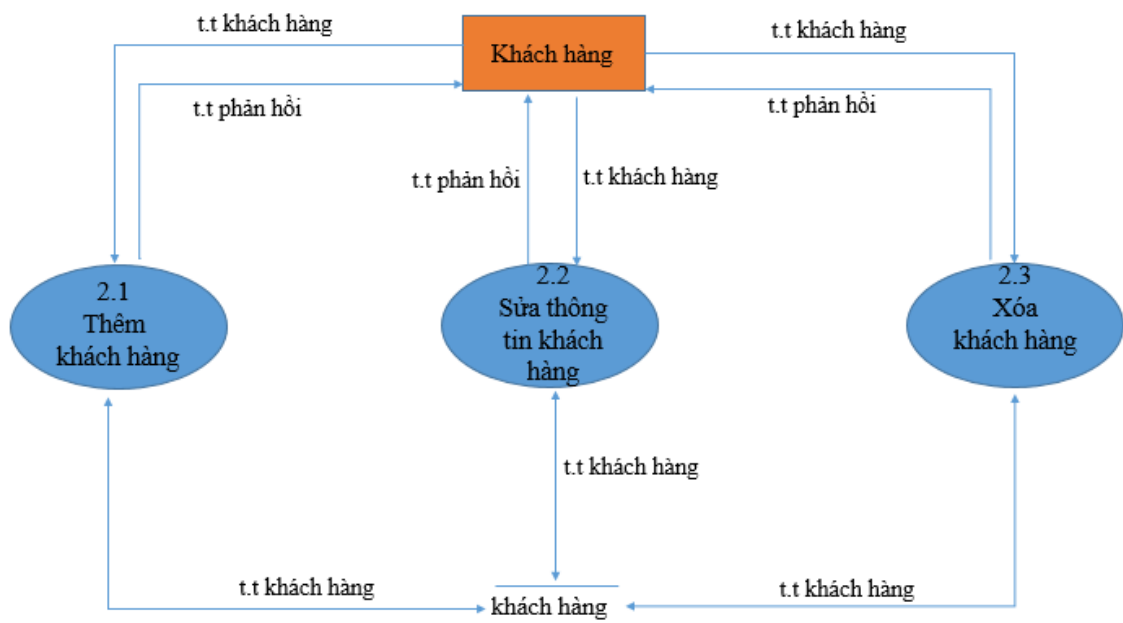 t.t khách hàng
Khách hàng
t.t khách hàng
t.t phản hồi
t.t phản hồi
t.t phản hồi
t.t khách hàng
2.1
Thêm
khách hàng
2.2
Sửa thông
tin khách
hàng
2.3
Xóa
khách hàng
t.t khách hàng
t.t khách hàng
khách hàng
t.t khách hàng